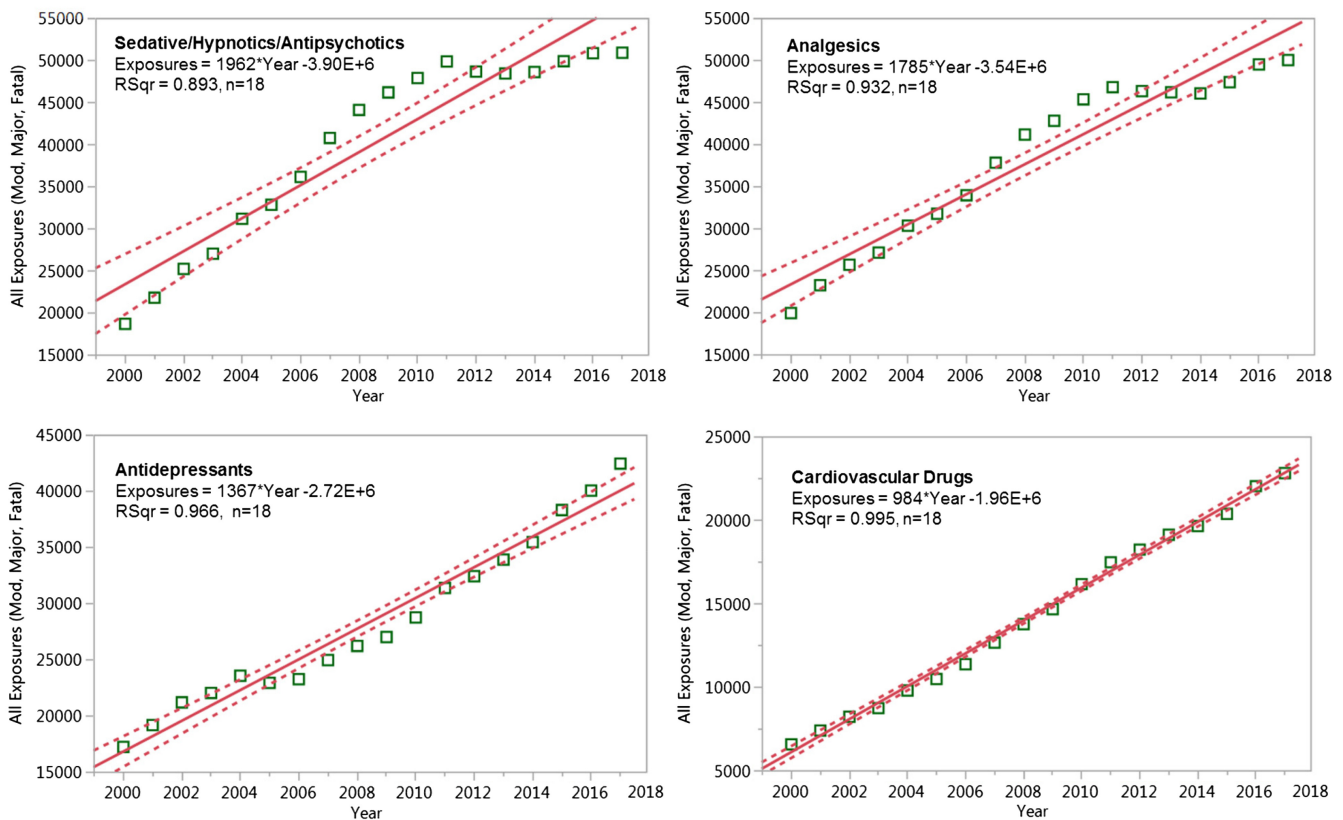 55000
50000
45000
40000
35000
30000
25000
20000
15000
All Exposures (Mod, Major, Fatal)
Sedative/Hypnotics/Antipsychotics
Exposures = 1962*Year -3.90E+6
RSqr = 0.893, n=18
2000 2002 2004 2006 2008 2010 2012 2014 2016 2018
Year
55000
50000
45000
40000
35000
30000
25000
20000
15000
All Exposures (Mod, Major, Fatal)
Analgesics
Exposures = 1785*Year -3.54E+6
RSqr = 0.932, n=18
2000 2002 2004 2006 2008 2010 2012 2014 2016 2018
Year
45000
40000
35000
30000
25000
20000
15000
All Exposures (Mod, Major, Fatal)
Antidepressants
Exposures = 1367*Year -2.72E+6
RSqr = 0.966, n=18
2000 2002 2004 2006 2008 2010 2012 2014 2016 2018
Year
25000
20000
15000
10000
5000
All Exposures (Mod, Major, Fatal)
Cardiovascular Drugs
Exposures = 984*Year -1.96E+6
RSqr = 0.995, n=18
2000 2002 2004 2006 2008 2010 2012 2014 2016 2018
Year